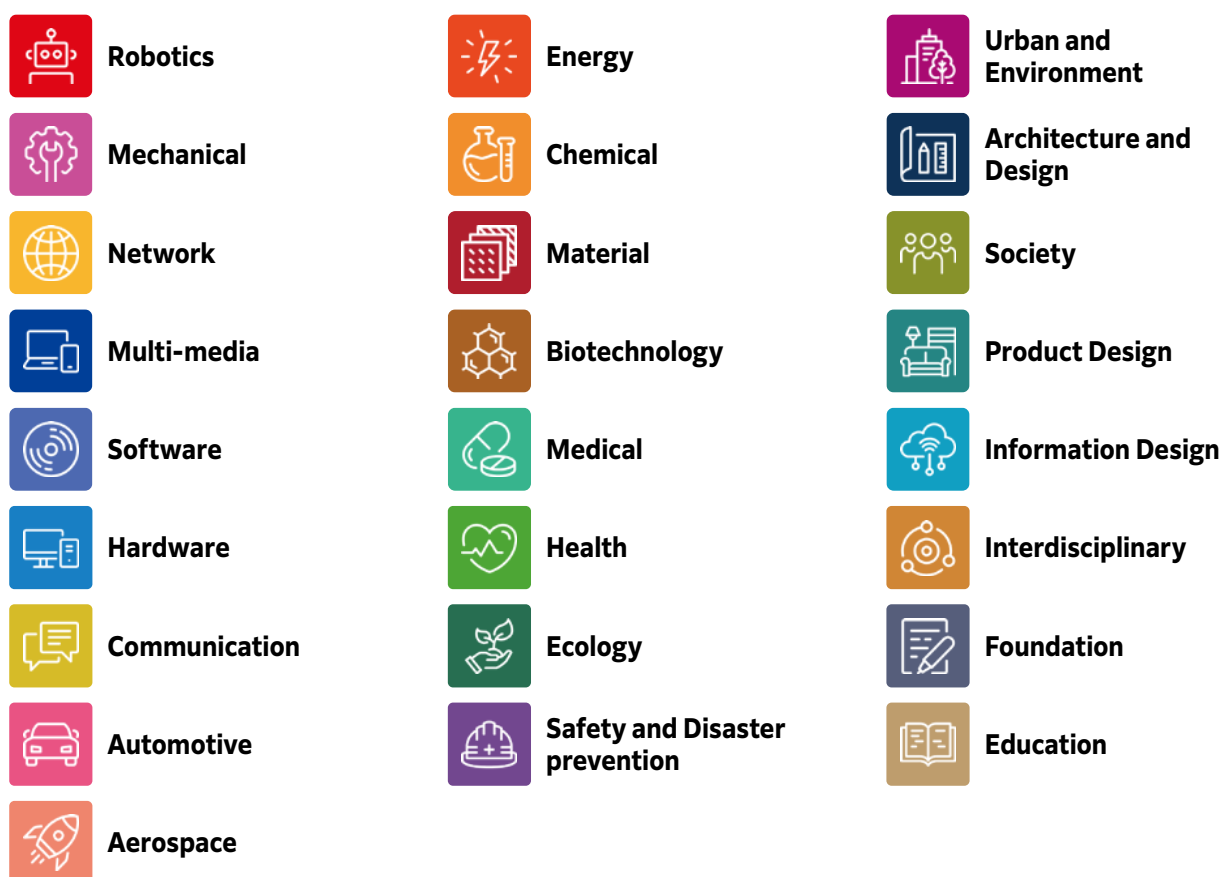 Robotics
Mechanical
Network
Multi-media
Software
Hardware
Communication
Automotive
Aerospace
Energy
Chemical
Material
Biotechnology
Medical
Health
Ecology
Safety and Disaster
prevention
Urban and
Environment
Architecture and
Design
Society
Product Design
Information Design
Interdisciplinary
Foundation
Education